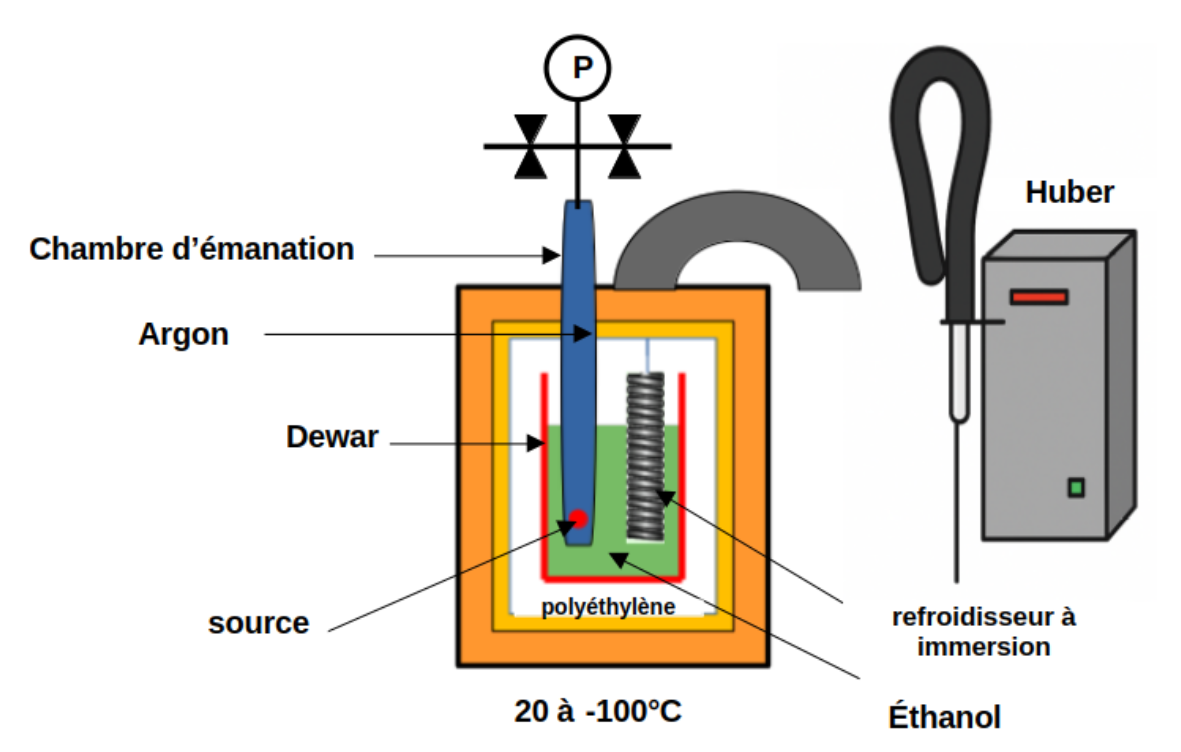 P
Huber
Chambre d’émanation
Argon
Dewar
polyéthylène
source
refroidisseur à
immersion
20 à -100°C
Éthanol